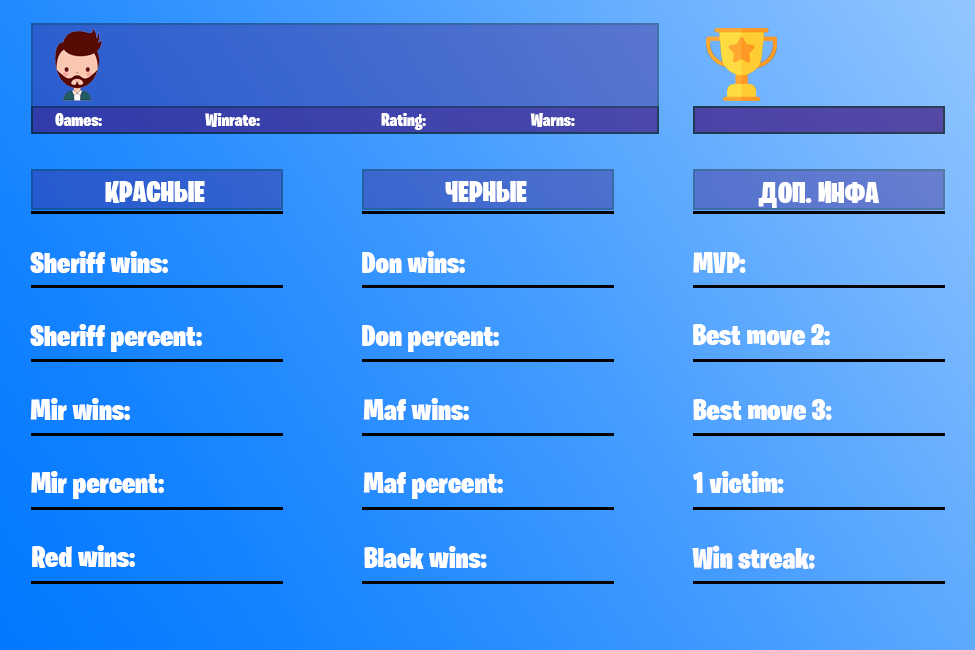 Games: Winrate: Rating: Warns:
КРАСНЫЕ
Sheriff wins:
Sheriff percent:
Mir wins:
Mir percent:
Red wins:
ЧЕРНЫЕ
Don wins:
Don percent:
Maf wins:
Maf percent:
Black wins:
ДОП. ИНФА
MVP:
Best move 2:
Best move 3:
1 victim:
Win streak: